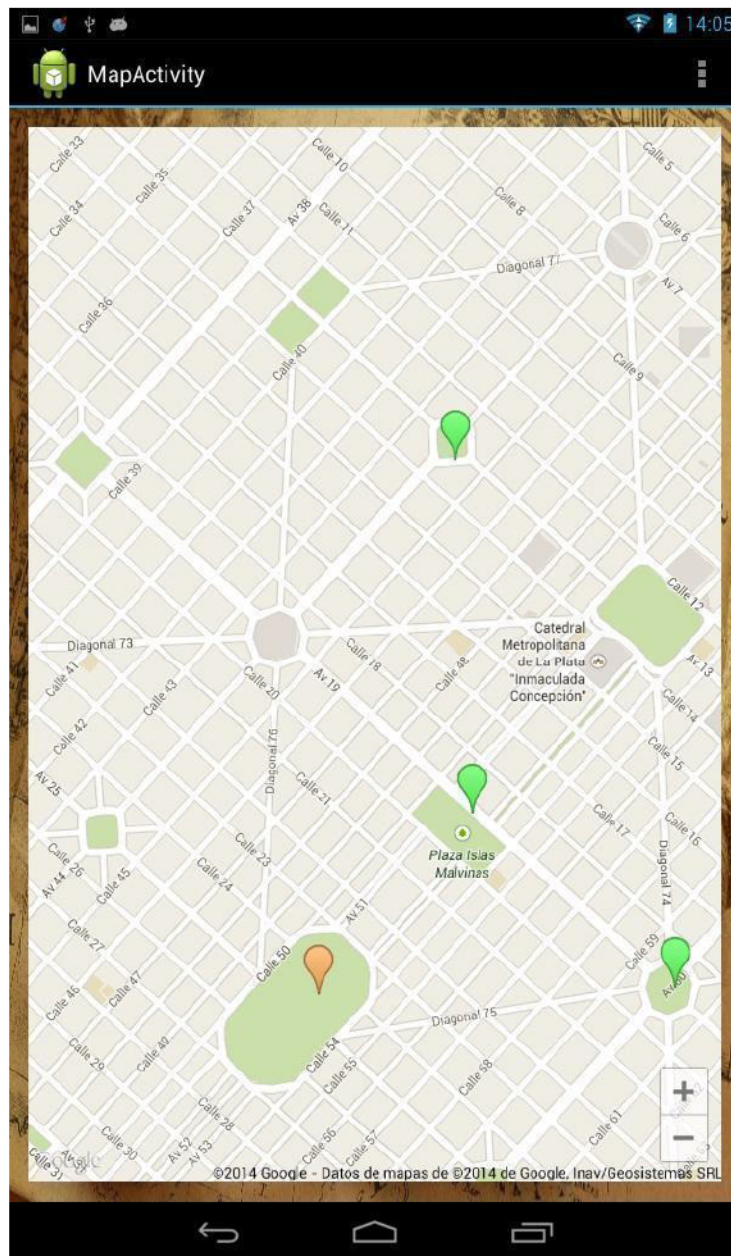 14:05
MapActivity
Calle 33
Calle 10
Calle 5
Calle 35
Calle 34
Calle 37
Av 38
Calle 11
Calle 8
Calle 6
Diagonal 77
Av 7
Calle 36
Calle 40
Calle 9
Calle 39
Calle 12
Catedral
Metropolitana
de La Plata
"Inmaculada
Concepción"
Diagonal 73
Calle 18
Calle 48
Av 13
Calle 41
Calle 20
Av 19
Calle 43
Calle 14
Calle 42
Diagonal 76
Calle 15
Av 25
Calle 21
Calle 17
Calle 16
Calle 23
Plaza Islas
Malvinas
Calle 26
Av 44
Calle 45
Calle 24
Diagonal 74
Av 51
Calle 27
Calle 50
Calle 59
Av 60
Calle 46
Calle 47
Diagonal 75
Calle 29
Calle 49
Calle 54
Calle 55
Calle 58
Calle 28
Calle 61
Calle 30
Av 52
Av 53
Calle 56
Calle 57
Calle 31
Google
©2014 Google - Datos de mapas de ©2014 de Google, Inav/Geosistemas SRL